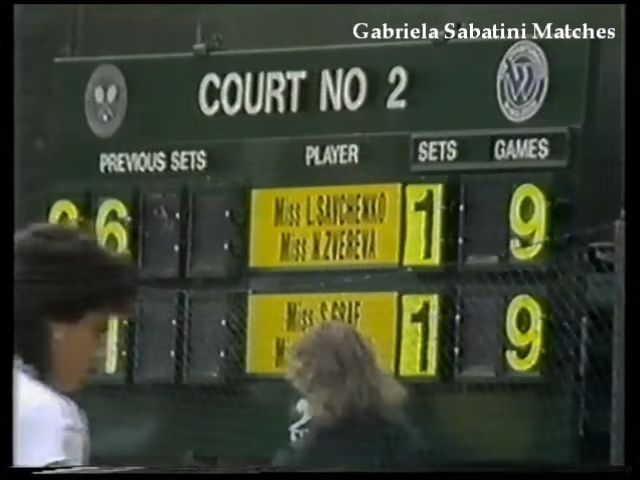 Gabriela Sabatini Matches
COURT NO 2
PREVIOUS SETS PLAYER SETS GAMES
6 Miss L.SAVCHENKO 1 9
Miss N.ZVEREVA
1 Miss S.GRAF 1 9